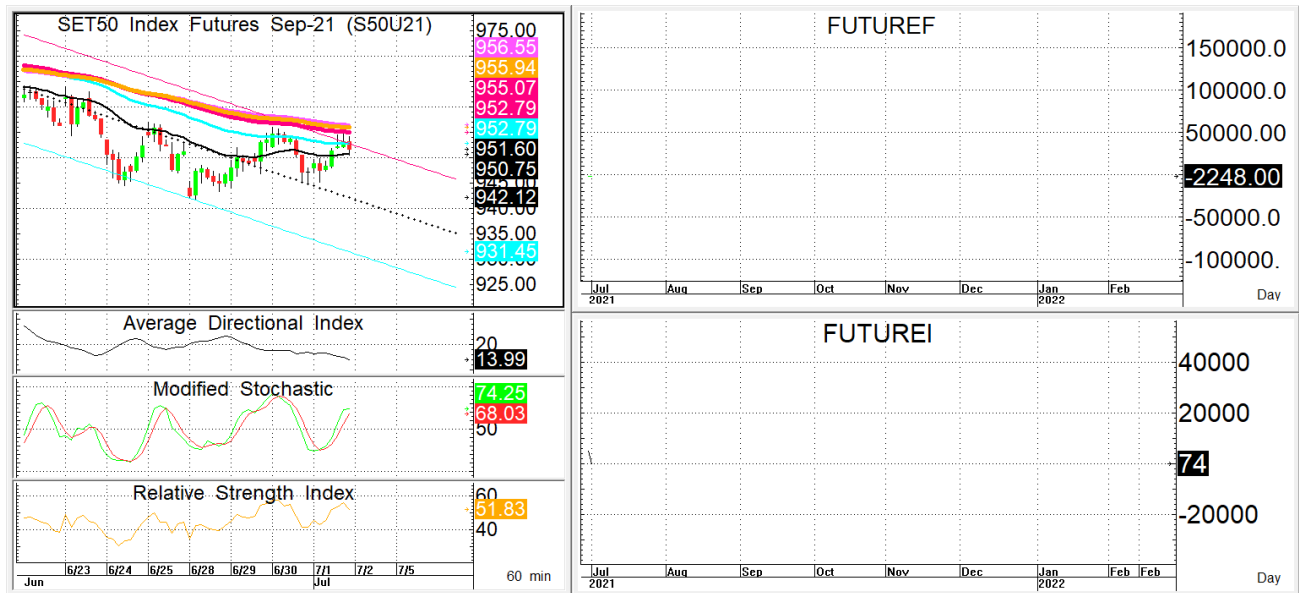 SET50 Index Futures Sep-21 (S50U21)
975.00
956.55
955.94
955.07
952.79
952.79
951.60
950.75
945.00
942.12
940.00
935.00
931.45
925.00
Average Directional Index
20
13.99
Modified Stochastic
74.25
68.03
50
Relative Strength Index
60
51.83
40
6/23 6/24 6/25 6/28 6/29 6/30 7/1 7/2 7/5
Jun Jul
60 min
FUTUREF
150000.0
100000.0
50000.00
-2248.00
-50000.0
-100000.
Jul Aug Sep Oct Nov Dec Jan Feb
2021 2022
Day
FUTUREI
40000
20000
74
-20000
Jul Aug Sep Oct Nov Dec Jan Feb Feb
2021 2022
Day